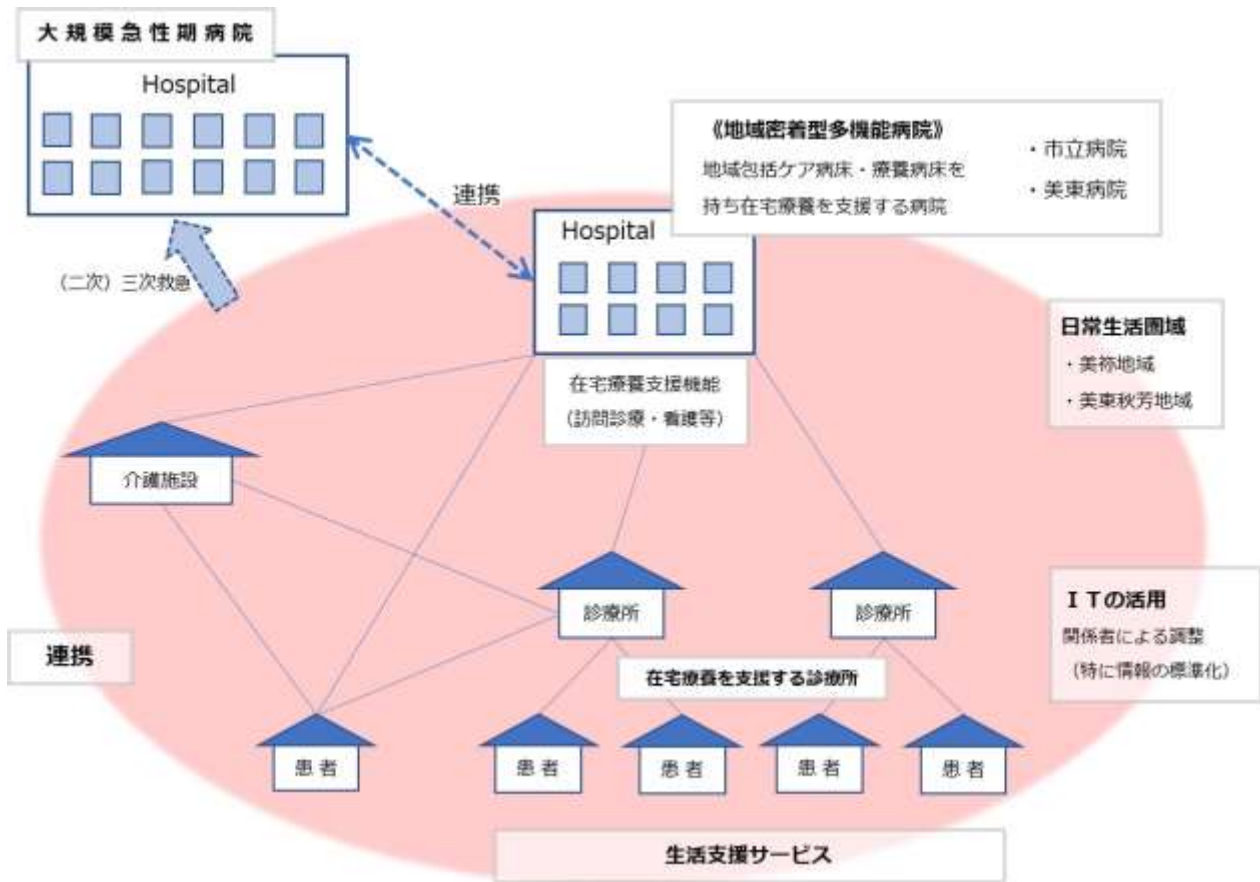 大規模急性期病院
Hospital
《地域密着型多機能病院》
地域包括ケア病床・療養病床を
持ち在宅療養を支援する病院
・市立病院
・美東病院
連携
Hospital
（二次）三次救急
日常生活圏域
・美祢地域
・美東秋芳地域
在宅療養支援機能
（訪問診療・看護等）
介護施設
診療所
診療所
ＩＴの活用
関係者による調整
（特に情報の標準化）
連携
在宅療養を支援する診療所
患者
患者
患者
患者
患者
生活支援サービス